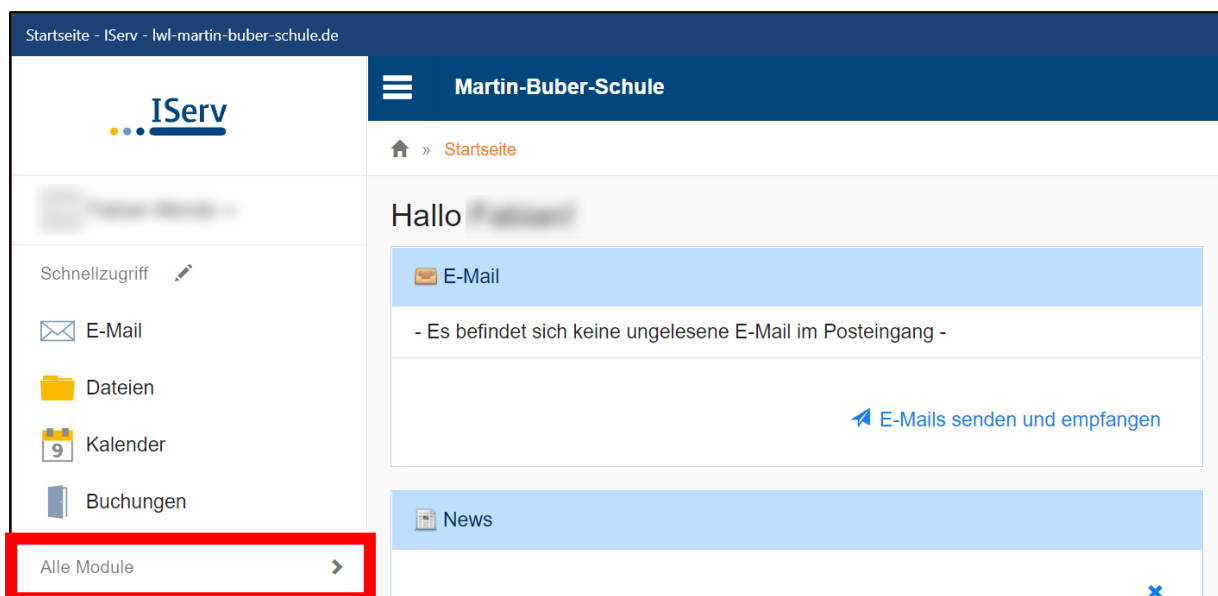 Startseite - IServ - lwl-martin-buber-schule.de
IServ
Martin-Buber-Schule
» Startseite
Hallo
Schnellzugriff
E-Mail
Dateien
9
Kalender
Buchungen
Alle Module
E-Mail
- Es befindet sich keine ungelesene E-Mail im Posteingang -
E-Mails senden und empfangen
News